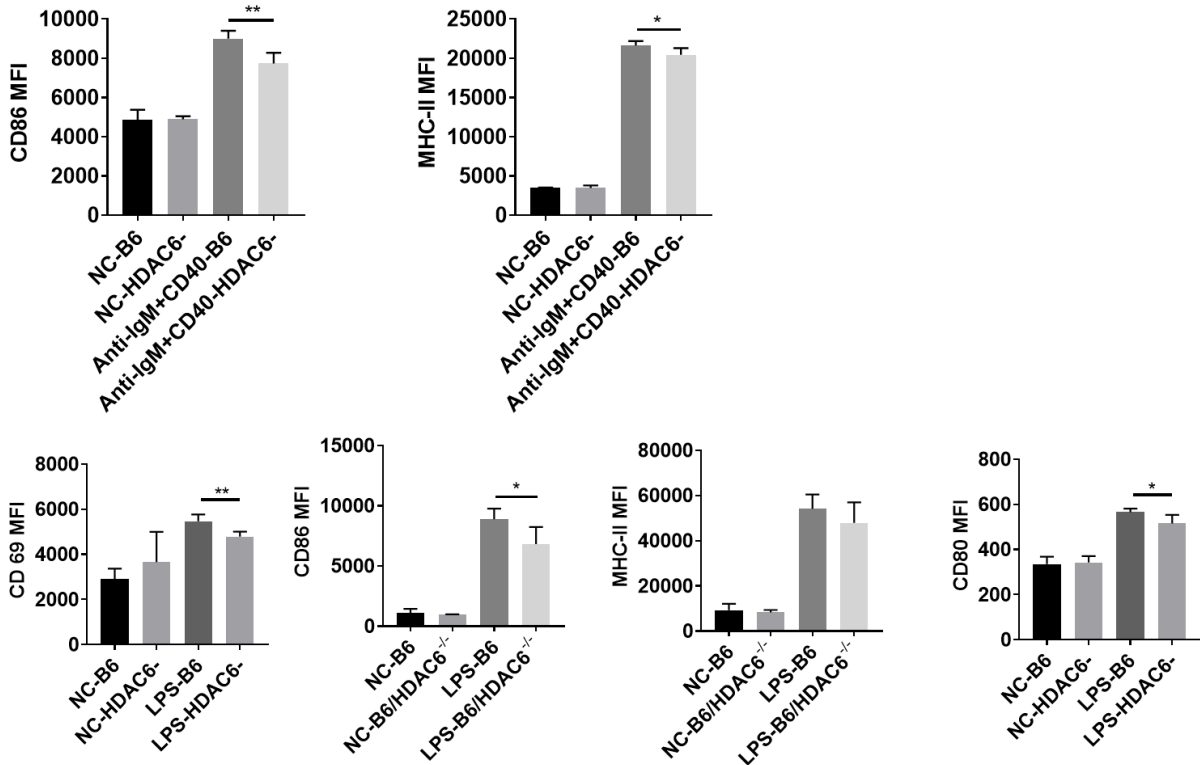 CD86 MFI
10000
8000
6000
4000
2000
0
**
NC-B6
NC-HDAC6-
Anti-IgM+CD40-B6
Anti-IgM+CD40-HDAC6-
MHC-II MFI
25000
20000
15000
10000
5000
0
*
NC-B6
NC-HDAC6-
Anti-IgM+CD40-B6
Anti-IgM+CD40-HDAC6-
CD 69 MFI
8000
6000
4000
2000
0
**
NC-B6
NC-HDAC6-
LPS-B6
LPS-HDAC6-
CD86 MFI
15000
10000
5000
0
*
NC-B6
NC-B6/HDAC6-/-
LPS-B6
LPS-B6/HDAC6-/-
MHC-II MFI
80000
60000
40000
20000
0
NC-B6
NC-B6/HDAC6-/-
LPS-B6
LPS-B6/HDAC6-/-
CD80 MFI
800
600
400
200
0
*
NC-B6
NC-HDAC6-
LPS-B6
LPS-HDAC6-